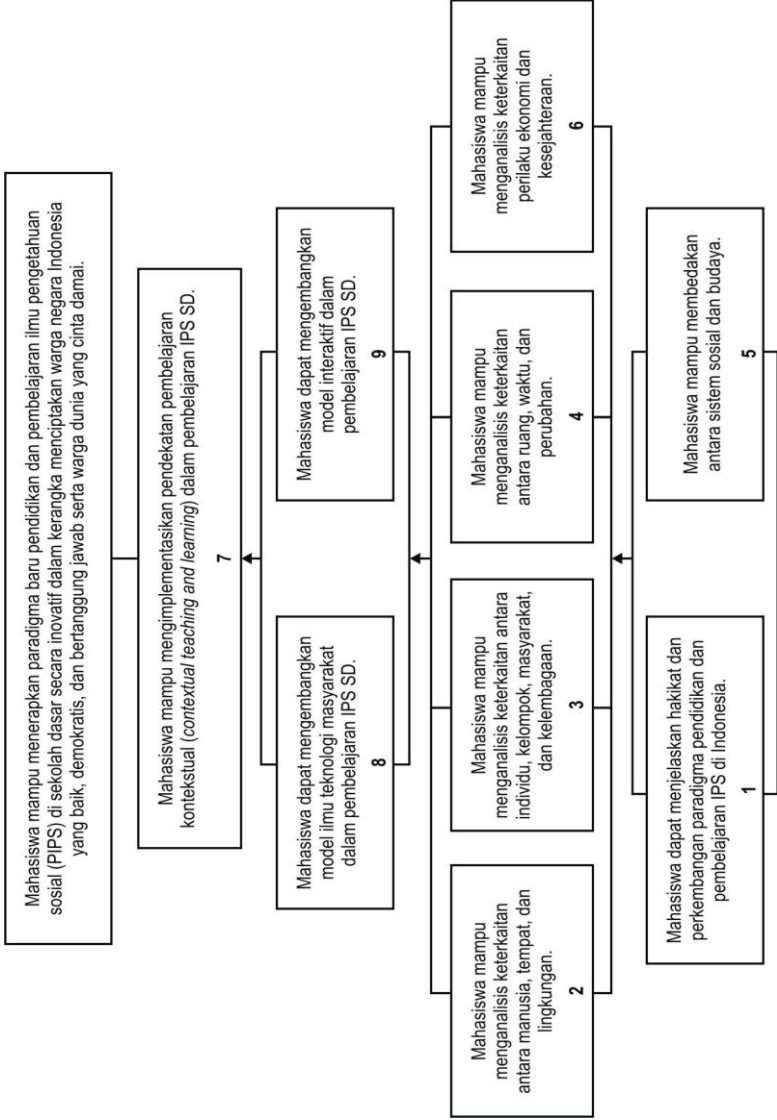 Mahasiswa mampu menerapkan paradigma baru pendidikan dan pembelajaran ilmu pengetahuan
sosial (PIPS) di sekolah dasar secara inovatif dalam kerangka menciptakan warga negara Indonesia
yang baik, demokratis, dan bertanggung jawab serta warga dunia yang cinta damai.
Mahasiswa mampu mengimplementasikan pendekatan pembelajaran
kontekstual (contextual teaching and learning) dalam pembelajaran IPS SD.
7
Mahasiswa dapat mengembangkan
model ilmu teknologi masyarakat
dalam pembelajaran IPS SD.
8
Mahasiswa dapat mengembangkan
model interaktif dalam
pembelajaran IPS SD.
9
Mahasiswa mampu
menganalisis keterkaitan
antara manusia, tempat, dan
lingkungan.
2
Mahasiswa mampu
menganalisis keterkaitan antara
individu, kelompok, masyarakat,
dan kelembagaan.
3
Mahasiswa mampu
menganalisis keterkaitan
antara ruang, waktu, dan
perubahan.
4
Mahasiswa mampu
menganalisis keterkaitan
perilaku ekonomi dan
kesejahteraan.
6
Mahasiswa dapat menjelaskan hakikat dan
perkembangan paradigma pendidikan dan
pembelajaran IPS di Indonesia.
1
Mahasiswa mampu membedakan
antara sistem sosial dan budaya.
5